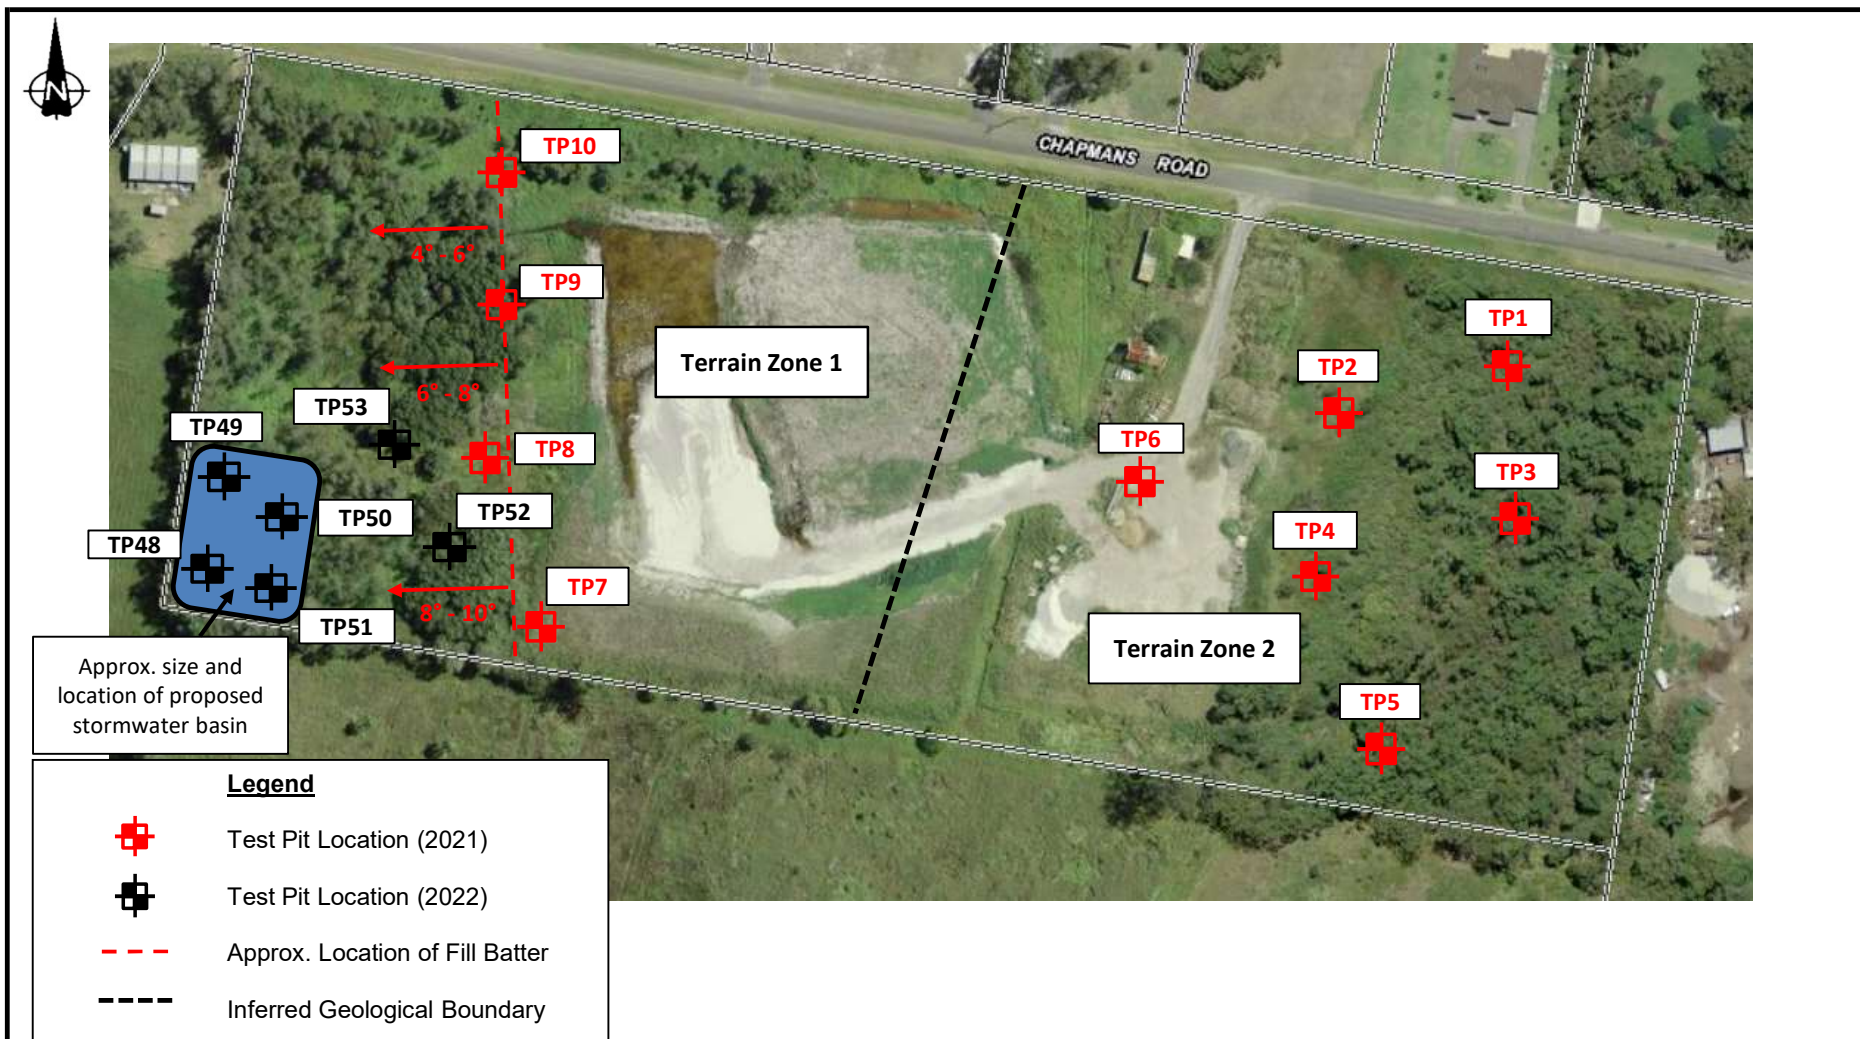 N
CHAPMANS ROAD
TP10
4° - 6°
TP9
TP1
Terrain Zone 1
TP2
6° - 8°
TP53
TP49
TP8
TP6
TP3
TP50
TP52
TP48
TP4
TP7
8° - 10°
TP51
Terrain Zone 2
Approx. size and
location of proposed
stormwater basin
TP5
Legend
Test Pit Location (2021)
Test Pit Location (2022)
Approx. Location of Fill Batter
Inferred Geological Boundary